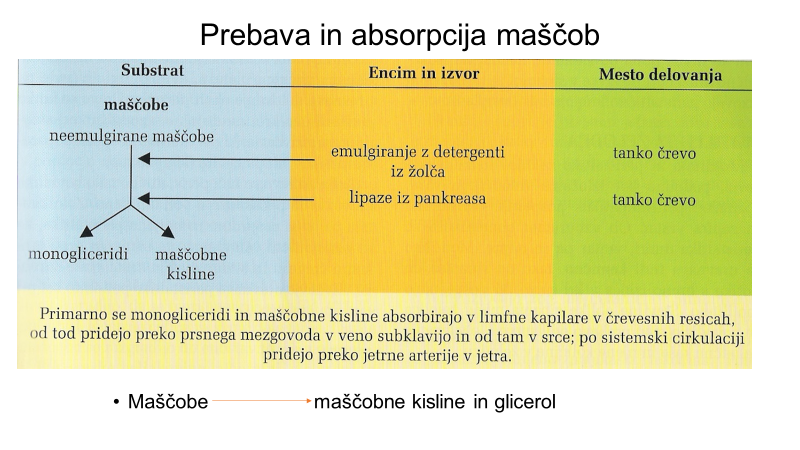 Prebava in absorpcija maščob
Substrat
Encim in izvor
Mesto delovanja
maščobe
neemulgirane maščobe
emulgiranje z detergenti
iz žolča
tanko črevo
lipaze iz pankreasa
tanko črevo
monogliceridi
maščobne
kisline
Primarno se monogliceridi in maščobne kisline absorbirajo v limfne kapilare v črevesnih resicah,
od tod pridejo preko prsnega mezgovoda v veno subklavijo in od tam v srce; po sistemski cirkulaciji
pridejo preko jetrne arterije v jetra.
• Maščobe maščobne kisline in glicerol